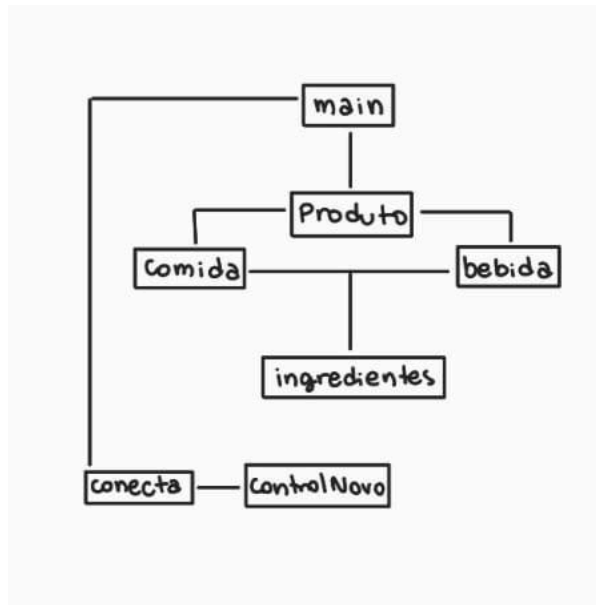 main
Produto
Comida
bebida
ingredientes
conecta
controlNovo